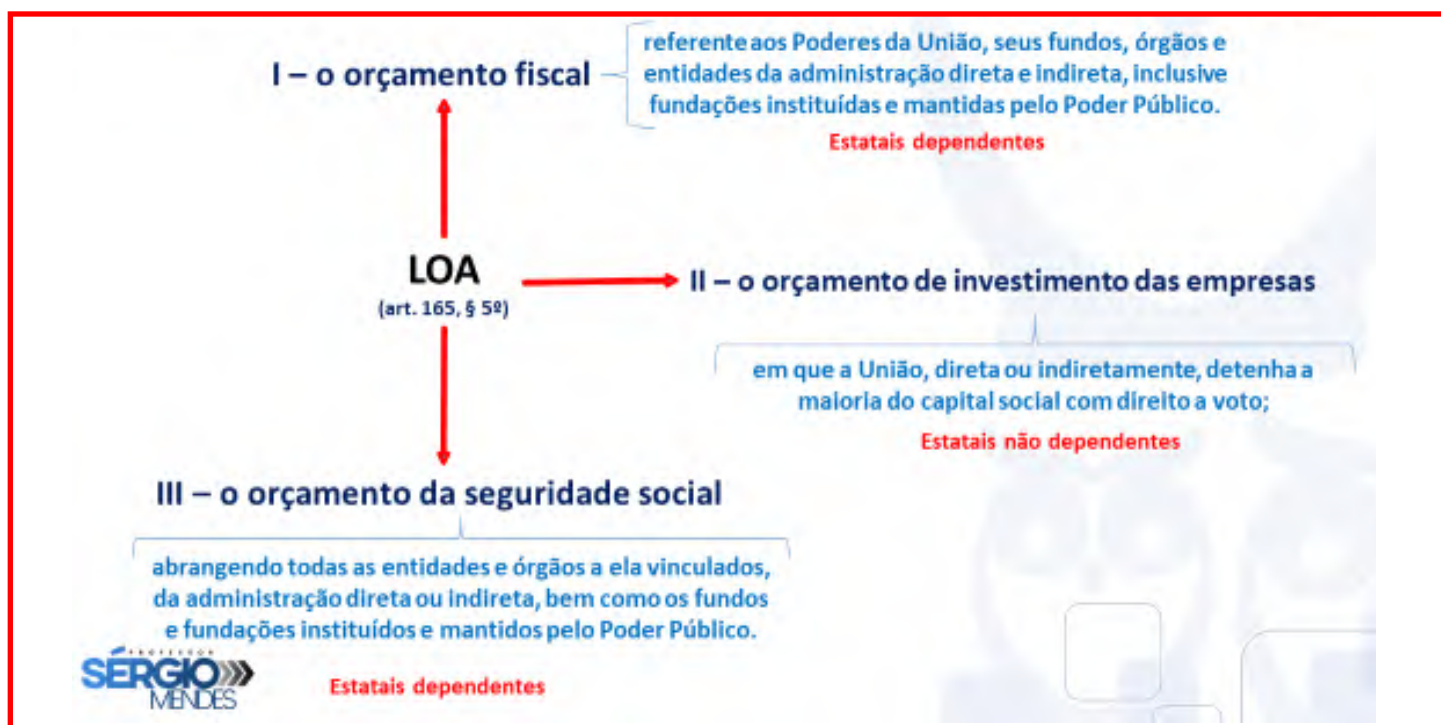 I – o orçamento fiscal
referente aos Poderes da União, seus fundos, órgãos e
entidades da administração direta e indireta, inclusive
fundações instituídas e mantidas pelo Poder Público.
Estatais dependentes
LOA
(art. 165, § 5º)
II – o orçamento de investimento das empresas
em que a União, direta ou indiretamente, detenha a
maioria do capital social com direito a voto;
Estatais não dependentes
III – o orçamento da seguridade social
abrangendo todas as entidades e órgãos a ela vinculados,
da administração direta ou indireta, bem como os fundos
e fundações instituídos e mantidos pelo Poder Público.
PROFESSOR
SÉRGIO
MENDES
Estatais dependentes